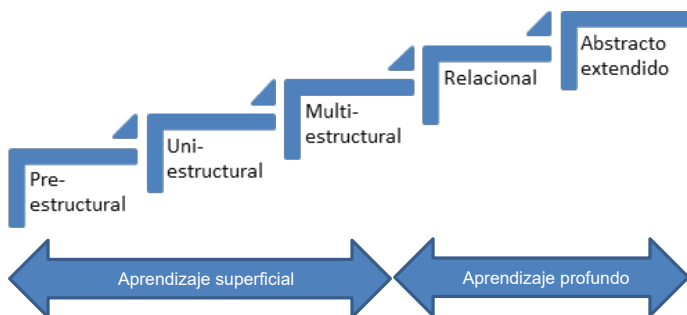 Pre-
estructural
Uni-
estructural
Multi-
estructural
Relacional
Abstracto
extendido
Aprendizaje superficial
Aprendizaje profundo